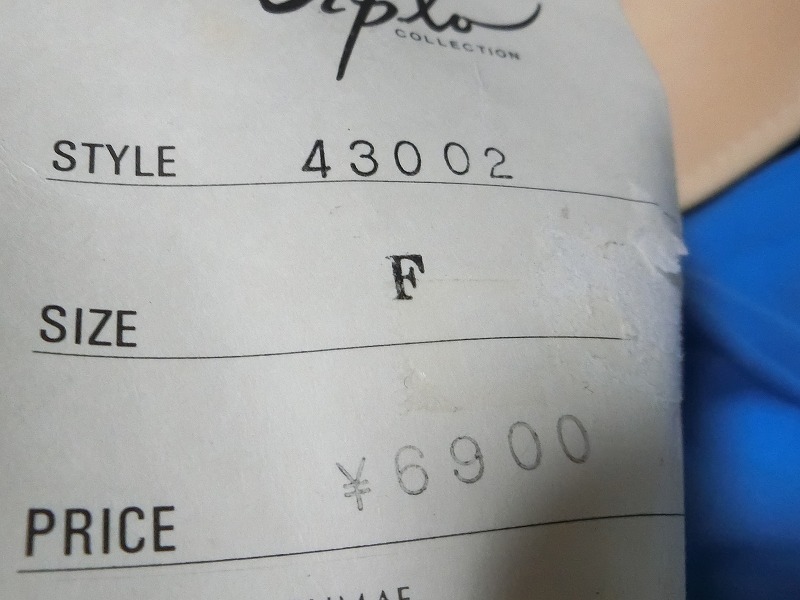 COLLECTION
STYLE 43002
SIZE F
PRICE ¥6900